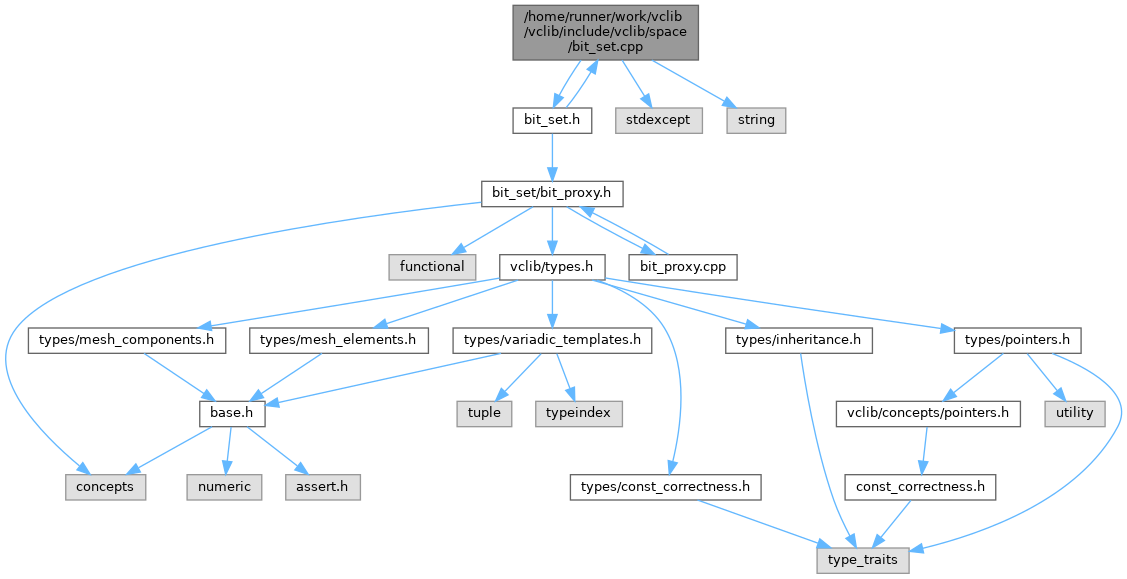 /home/runner/work/vclib
/vclib/include/vclib/space
/bit_set.cpp
bit_set.h
stdexcept
string
bit_set/bit_proxy.h
functional
vclib/types.h
bit_proxy.cpp
types/mesh_components.h
types/mesh_elements.h
types/variadic_templates.h
types/inheritance.h
types/pointers.h
base.h
tuple
typeindex
vclib/concepts/pointers.h
utility
concepts
numeric
assert.h
types/const_correctness.h
const_correctness.h
type_traits